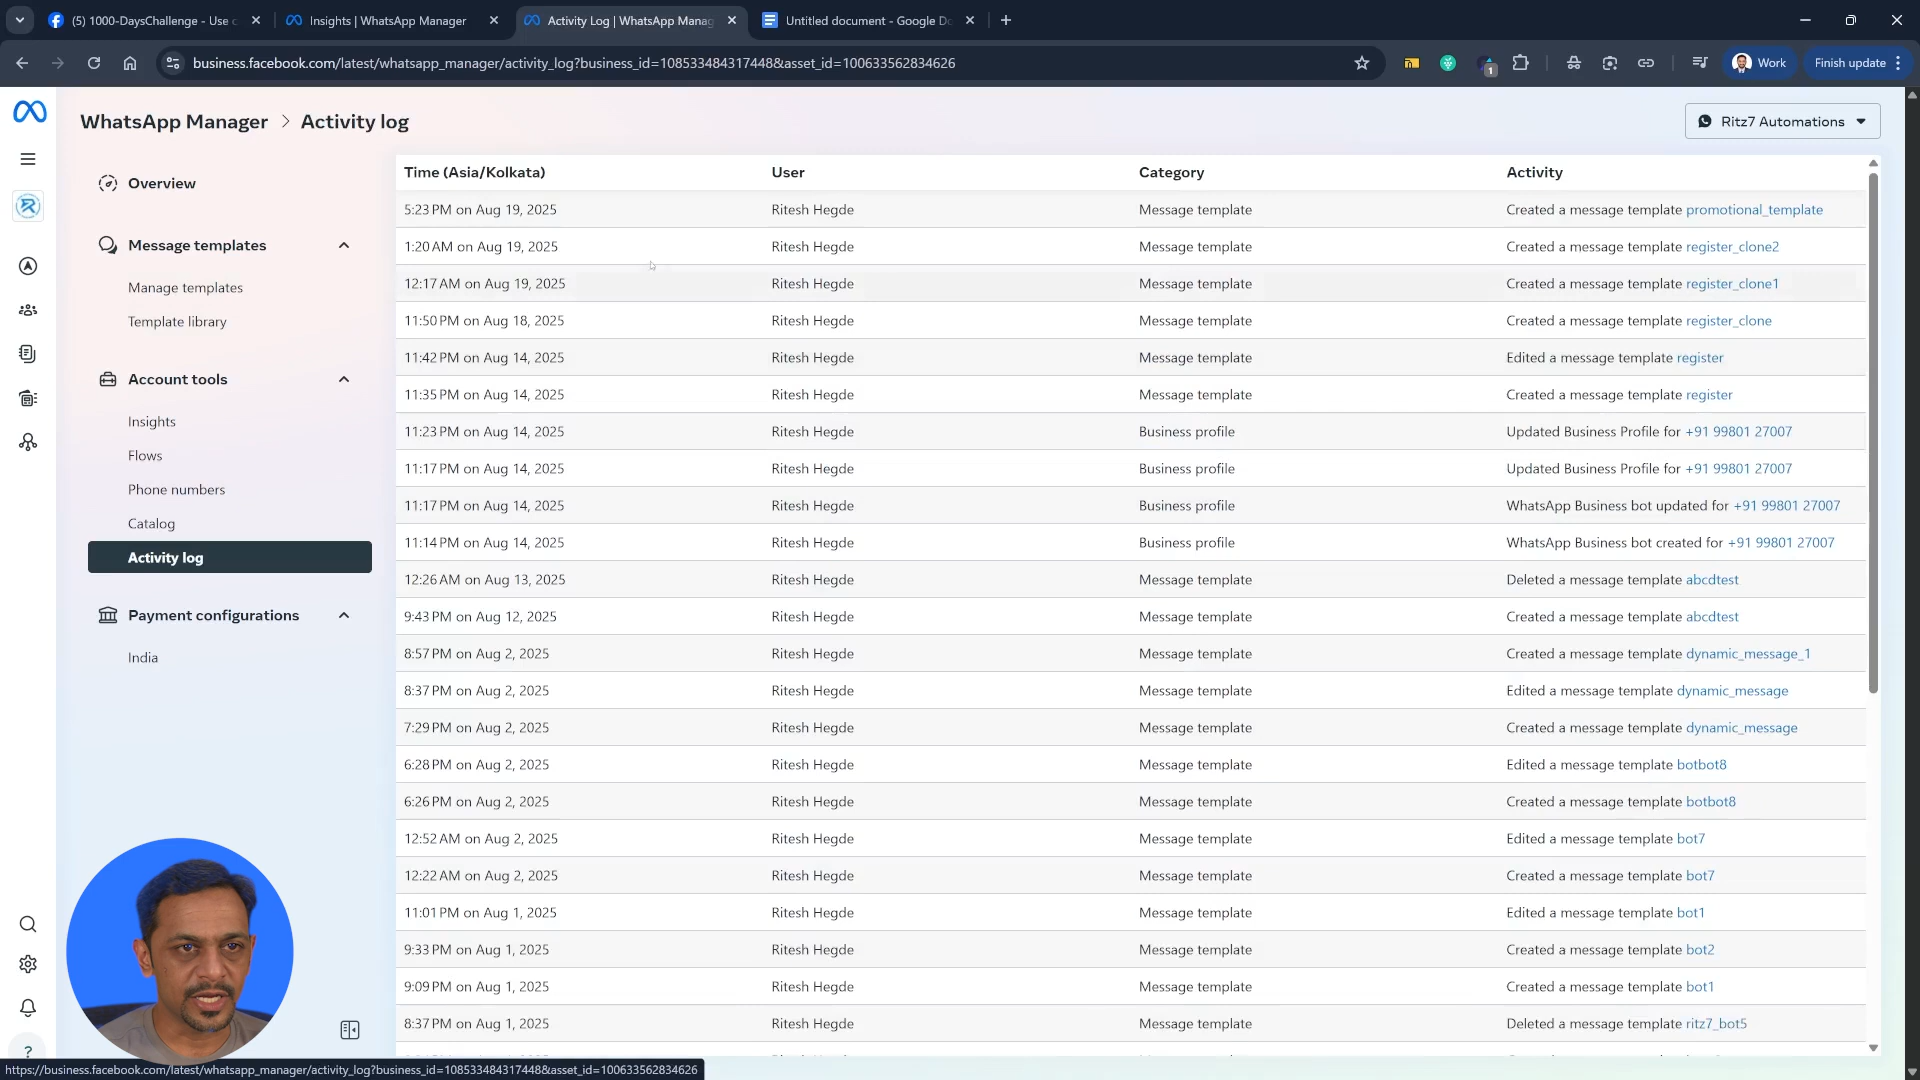 (5) 1000-DaysChallenge - Use c
Insights | WhatsApp Manager
Activity Log | WhatsApp Manag
Untitled document - Google Do
business.facebook.com/latest/whatsapp_manager/activity_log?business_id=108533484317448&asset_id=100633562834626
1
Work
Finish update
WhatsApp Manager > Activity log
Ritz7 Automations
Overview
Message templates
Manage templates
Template library
Account tools
Insights
Flows
Phone numbers
Catalog
Activity log
Payment configurations
India
Time (Asia/Kolkata) User Category Activity
5:23 PM on Aug 19, 2025 Ritesh Hegde Message template Created a message template promotional_template
1:20 AM on Aug 19, 2025 Ritesh Hegde Message template Created a message template register_clone2
12:17 AM on Aug 19, 2025 Ritesh Hegde Message template Created a message template register_clone1
11:50 PM on Aug 18, 2025 Ritesh Hegde Message template Created a message template register_clone
11:42 PM on Aug 14, 2025 Ritesh Hegde Message template Edited a message template register
11:35 PM on Aug 14, 2025 Ritesh Hegde Message template Created a message template register
11:23 PM on Aug 14, 2025 Ritesh Hegde Business profile Updated Business Profile for +91 99801 27007
11:17 PM on Aug 14, 2025 Ritesh Hegde Business profile Updated Business Profile for +91 99801 27007
11:17 PM on Aug 14, 2025 Ritesh Hegde Business profile WhatsApp Business bot updated for +91 99801 27007
11:14 PM on Aug 14, 2025 Ritesh Hegde Business profile WhatsApp Business bot created for +91 99801 27007
12:26 AM on Aug 13, 2025 Ritesh Hegde Message template Deleted a message template abcdtest
9:43 PM on Aug 12, 2025 Ritesh Hegde Message template Created a message template abcdtest
8:57 PM on Aug 2, 2025 Ritesh Hegde Message template Created a message template dynamic_message_1
8:37 PM on Aug 2, 2025 Ritesh Hegde Message template Edited a message template dynamic_message
7:29 PM on Aug 2, 2025 Ritesh Hegde Message template Created a message template dynamic_message
6:28 PM on Aug 2, 2025 Ritesh Hegde Message template Edited a message template botbot8
6:26 PM on Aug 2, 2025 Ritesh Hegde Message template Created a message template botbot8
12:52 AM on Aug 2, 2025 Ritesh Hegde Message template Edited a message template bot7
12:22 AM on Aug 2, 2025 Ritesh Hegde Message template Created a message template bot7
11:01 PM on Aug 1, 2025 Ritesh Hegde Message template Edited a message template bot1
9:33 PM on Aug 1, 2025 Ritesh Hegde Message template Created a message template bot2
9:09 PM on Aug 1, 2025 Ritesh Hegde Message template Created a message template bot1
8:37 PM on Aug 1, 2025 Ritesh Hegde Message template Deleted a message template ritz7_bot5
https://business.facebook.com/latest/whatsapp_manager/activity_log?business_id=108533484317448&asset_id=100633562834626